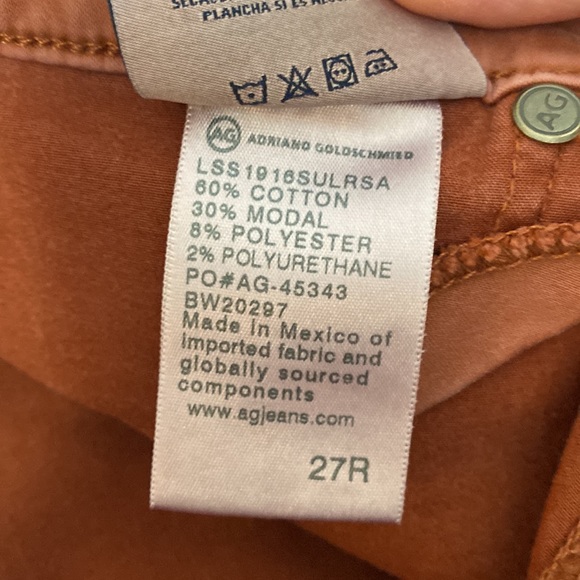 PLANCHA SI ES
AG ADRIANO GOLDSCHMIED
LSS1916SULRSA
60% COTTON
30% MODAL
8% POLYESTER
2% POLYURETHANE
PO#AG-45343
BW20297
Made in Mexico of
imported fabric and
globally sourced
components
www.agjeans.com
27R
AG